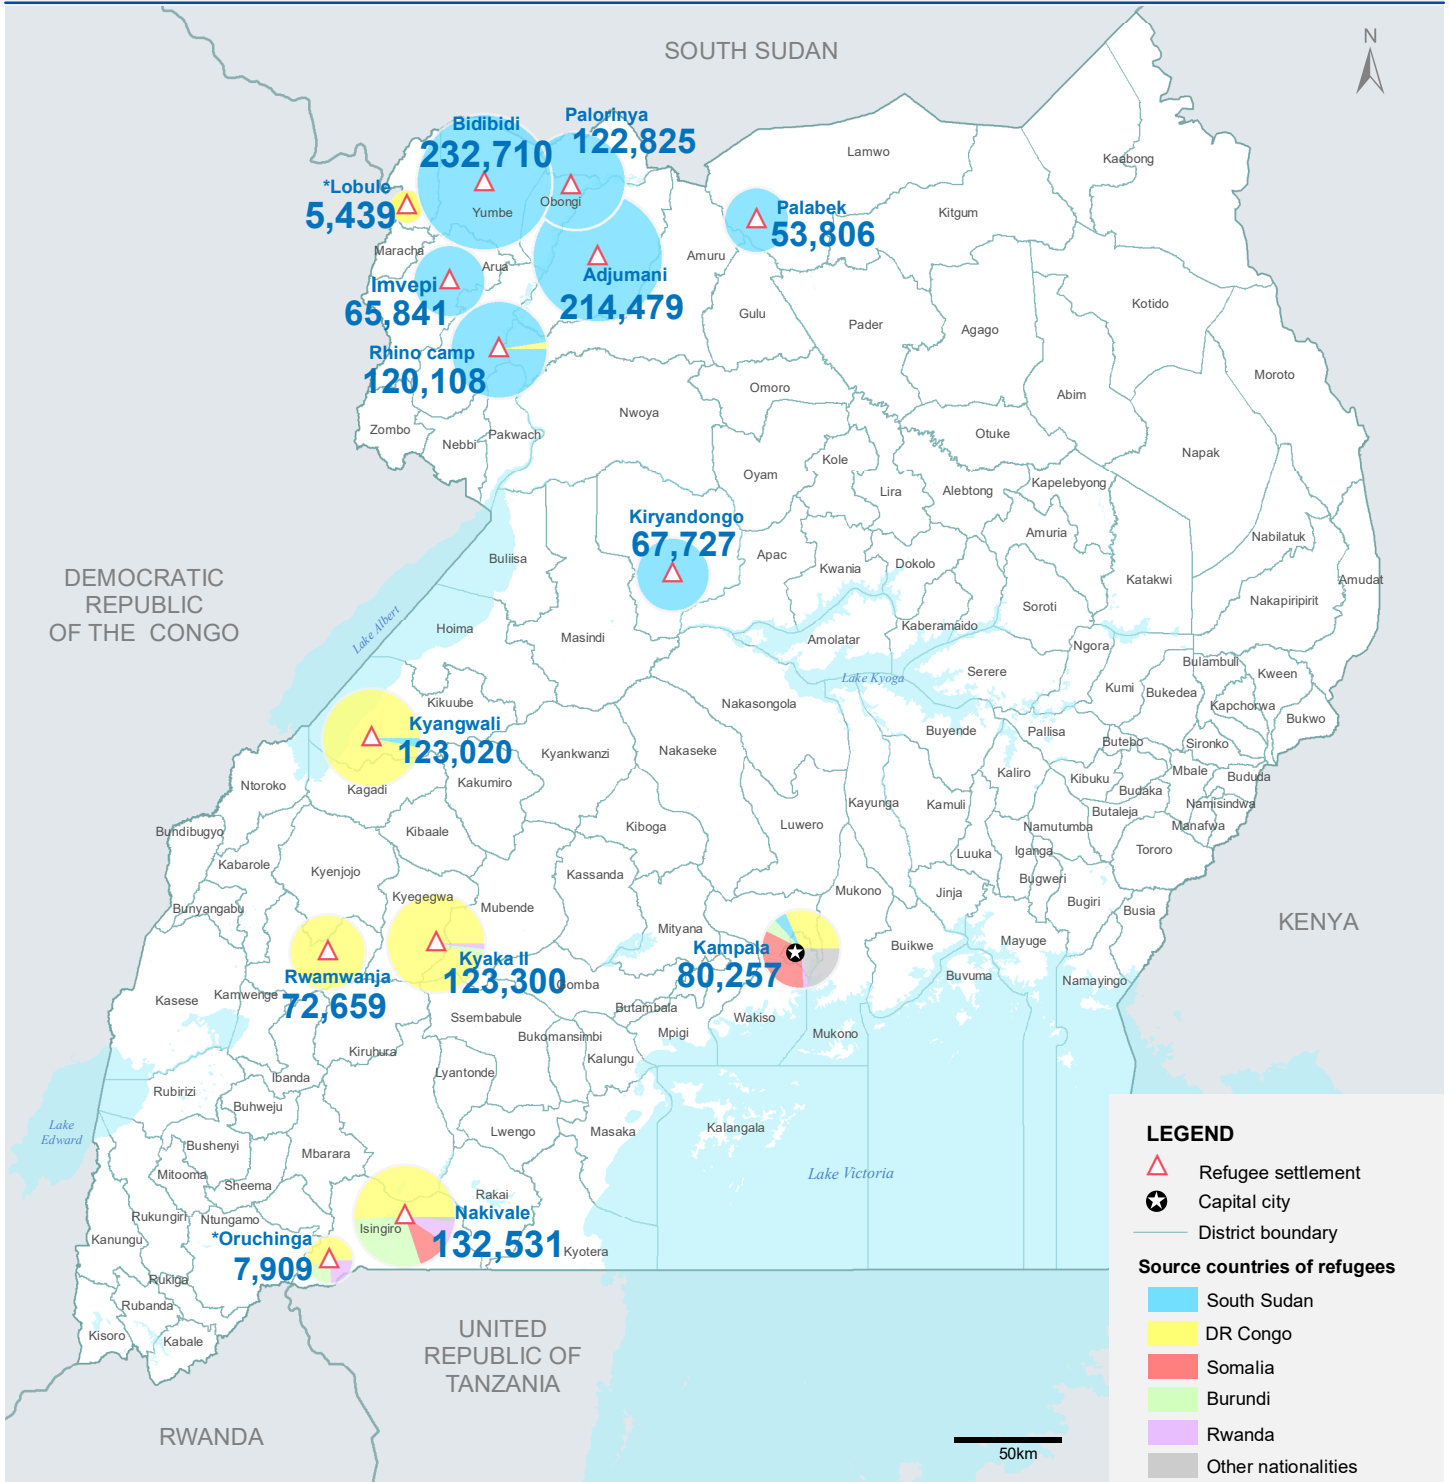 SOUTH SUDAN
N
Bidibidi
232,710
Palorinya
122,825
*Lobule
5,439
Yumbe
Obongi
Lamwo
Kaabong
Palabek
53,806
Kitgum
Maracha
Arua
Imvepi
65,841
Adjumani
214,479
Amuru
Gulu
Pader
Agago
Kotido
Rhino camp
120,108
Omoro
Abim
Moroto
Nwoya
Zombo
Nebbi
Pakwach
Otuke
Napak
Kole
Oyam
Lira
Alebtong
Kapelebyong
Kiryandongo
67,727
Amuria
Nabilatuk
Buliisa
Apac
Kwania
Dokolo
Katakwi
Amudat
Nakapiripirit
DEMOCRATIC
REPUBLIC
OF THE CONGO
Lake Albert
Hoima
Masindi
Soroti
Kaberamaido
Amolatar
Ngora
Lake Kyoga
Serere
Bulambuli
Kween
Kumi
Bukedea
Kapchorwa
Bukwo
Kikuube
Nakasongola
Kyangwali
123,020
Kyankwanzi
Nakaseke
Buyende
Pallisa
Butebo
Sironko
Ntoroko
Kagadi
Kakumiro
Kaliro
Kibuku
Mbale
Bududa
Budaka
Namisindwa
Butaleja
Manafwa
Kayunga
Kamuli
Bundibugyo
Kibaale
Kiboga
Luwero
Namutumba
Tororo
Kabarole
Kyenjojo
Kassanda
Luuka
Iganga
Bugweri
Kyegegwa
Mubende
Mukono
Jinja
Bugiri
Busia
Bunyangabu
Mityana
Kampala
80,257
Buikwe
Mayuge
Buvuma
Namayingo
KENYA
Rwamwanja
72,659
Kyaka II
123,300
Gomba
Kasese
Kamwenge
Ssembabule
Butambala
Bukomansimbi
Mpigi
Wakiso
Mukono
Kiruhura
Kalungu
Lyantonde
Ibanda
Rubirizi
Buhweju
Lake
Edward
Bushenyi
Mbarara
Lwengo
Masaka
Kalangala
Lake Victoria
Mitooma
Sheema
Rakai
Rukungiri
Ntungamo
Isingiro
Nakivale
132,531
Kyotera
Kanungu
*Oruchinga
7,909
Rukiga
Rubanda
Kisoro
Kabale
UNITED
REPUBLIC OF
TANZANIA
RWANDA
50km
LEGEND
Refugee settlement
Capital city
District boundary
Source countries of refugees
South Sudan
DR Congo
Somalia
Burundi
Rwanda
Other nationalities